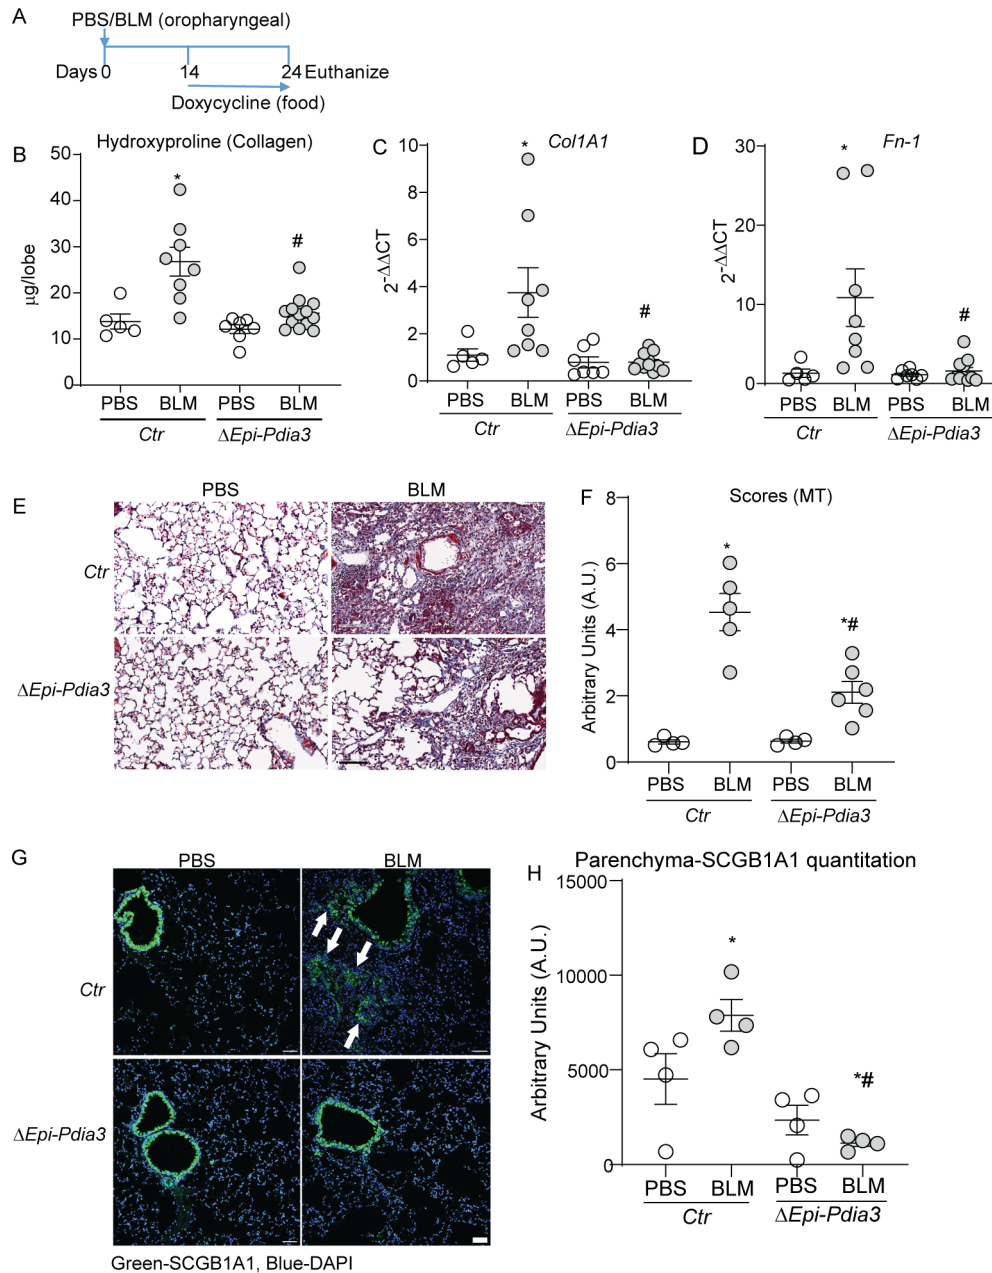 A
PBS/BLM (oropharyngeal)
Days 0 14 24 Euthanize
Doxycycline (food)
B
Hydroxyproline (Collagen)
µg/lobe
50
40
30
20
10
0
*
#
PBS BLM PBS BLM
Ctr ΔEpi-Pdia3
C
Col1A1
2-ΔΔCT
10
8
6
4
2
0
*
#
PBS BLM PBS BLM
Ctr ΔEpi-Pdia3
D
Fn-1
2-ΔΔCT
30
20
10
0
*
#
PBS BLM PBS BLM
Ctr ΔEpi-Pdia3
E
PBS BLM
Ctr
ΔEpi-Pdia3
F
Scores (MT)
Arbitrary Units (A.U.)
8
6
4
2
0
*
*#
PBS BLM PBS BLM
Ctr ΔEpi-Pdia3
G
PBS BLM
Ctr
ΔEpi-Pdia3
Green-SCGB1A1, Blue-DAPI
H
Parenchyma-SCGB1A1 quantitation
Arbitrary Units (A.U.)
15000
10000
5000
0
*
*#
PBS BLM PBS BLM
Ctr ΔEpi-Pdia3